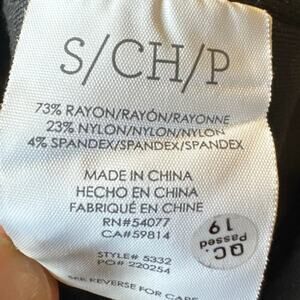 S/CH/P
73% RAYON/RAYÓN/RAYONNE
23% NYLON/NYLON/NYLON
4% SPANDEX/SPANDEX/SPANDEX
MADE IN CHINA
HECHO EN CHINA
FABRIQUÉ EN CHINE
RN#54077
CA#59814
QC.
Passed
19
STYLE# 5332
PO# 220254
SEE REVERSE FOR CARE